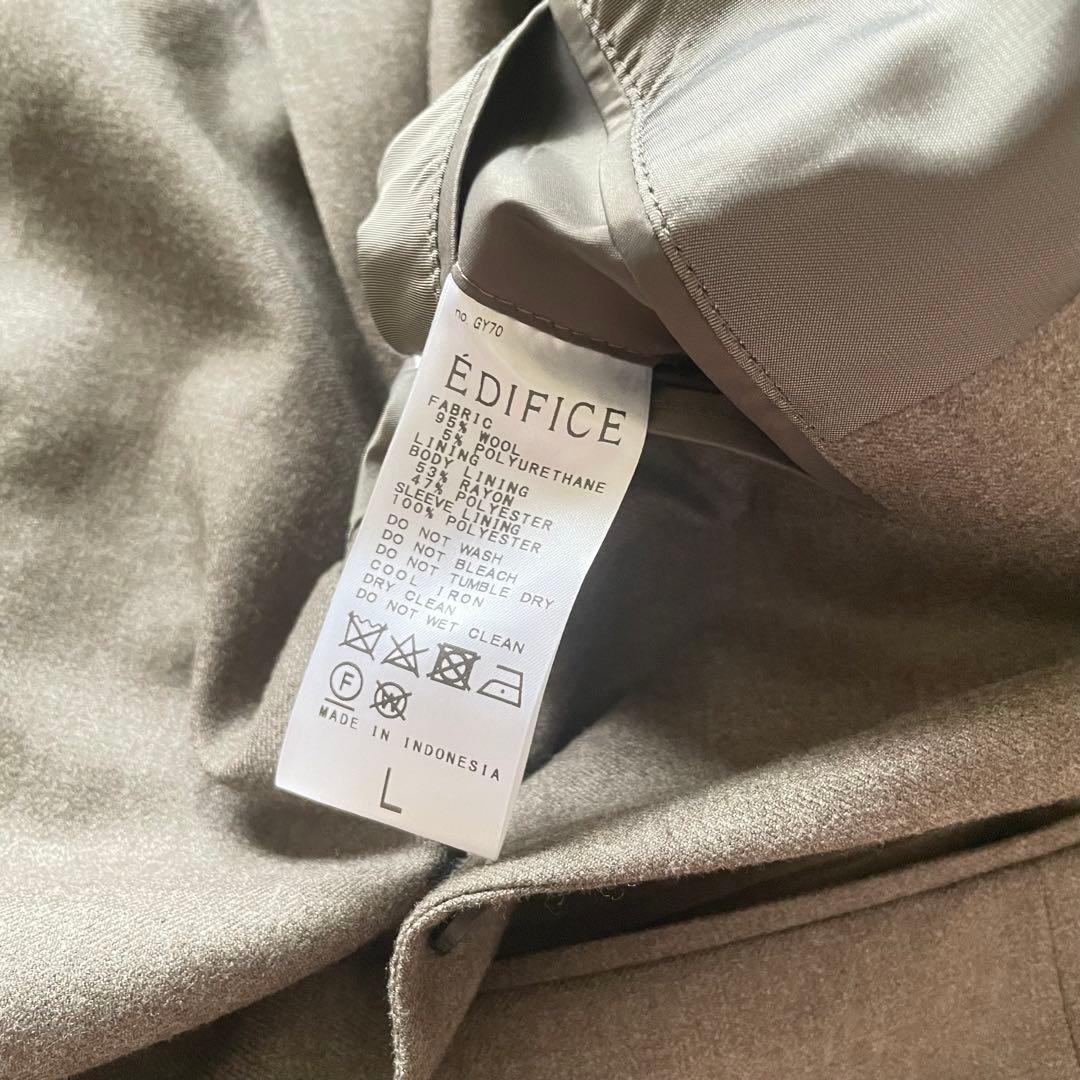 no. GY70
ÉDIFICE
FABRIC
95% WOOL
5% POLYURETHANE
LINING
BODY LINING
53% RAYON
47% POLYESTER
SLEEVE LINING
100% POLYESTER
DO NOT WASH
DO NOT BLEACH
DO NOT TUMBLE DRY
COOL IRON
DRY CLEAN
DO NOT WET CLEAN
F W
MADE IN INDONESIA
L